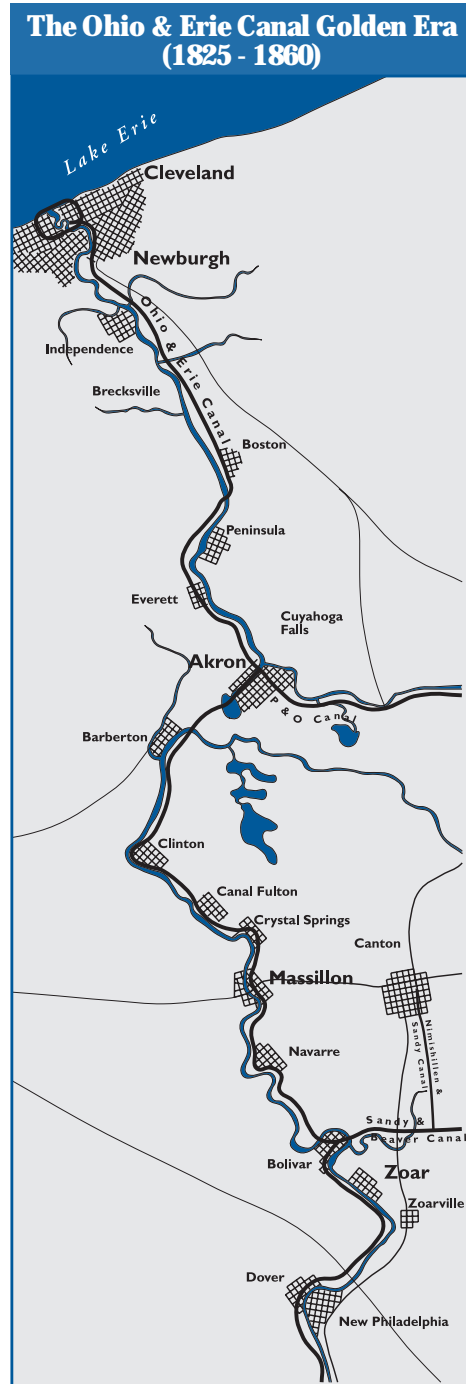 The Ohio & Erie Canal Golden Era
(1825 - 1860)
Lake Erie
Cleveland
Newburgh
Ohio & Erie Canal
Independence
Brecksville
Boston
Peninsula
Everett
Cuyahoga
Falls
Akron
P & O Canal
Barberton
Clinton
Canal Fulton
Crystal Springs
Canton
Massillon
Nimishillen &
Sandy Canal
Navarre
Sandy &
Beaver Canal
Bolivar
Zoar
Zoarville
Dover
New Philadelphia